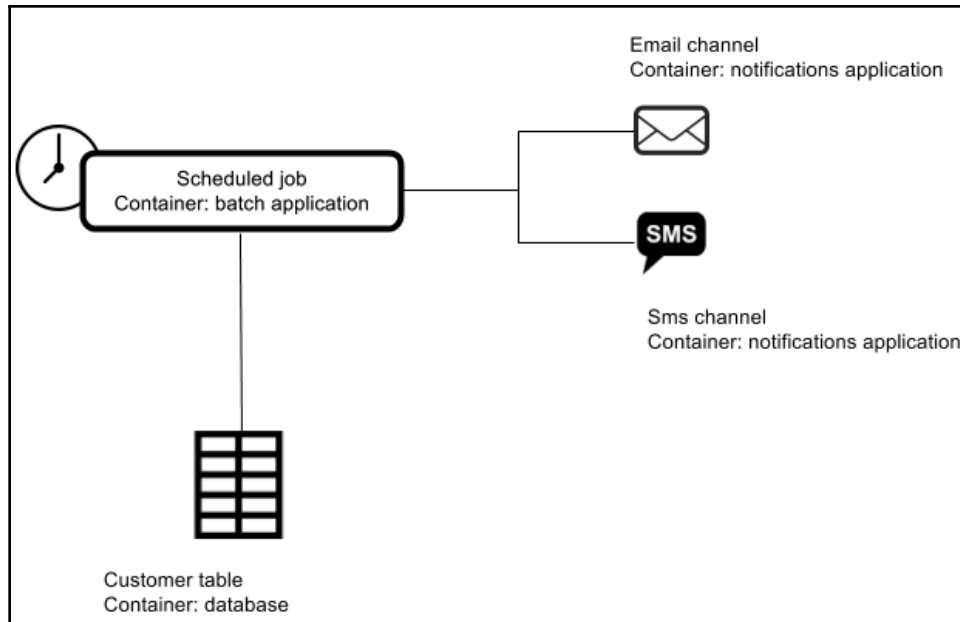 Email channel
Container: notifications application
Scheduled job
Container: batch application
SMS
Sms channel
Container: notifications application
Customer table
Container: database